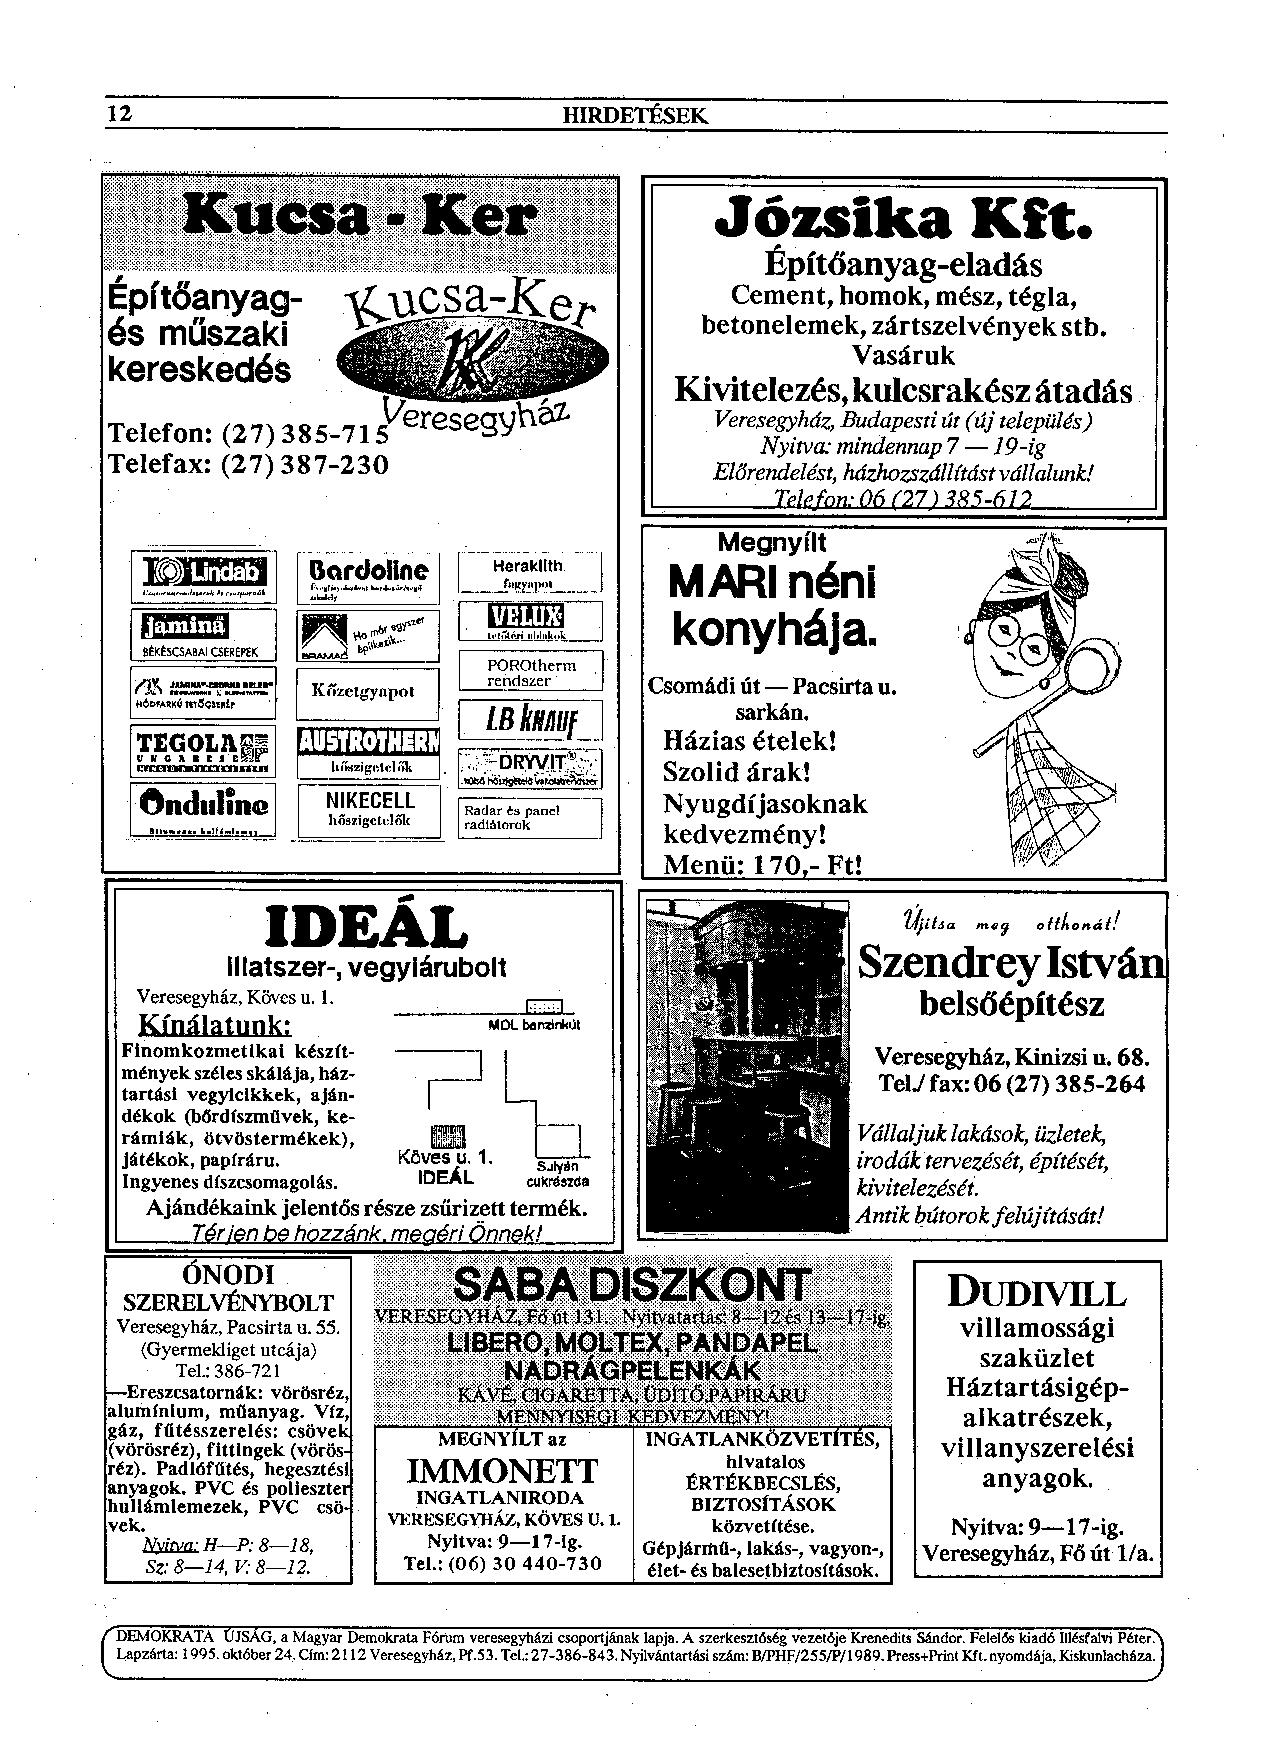 12
HIRDETÉSEK
Kucsa - Ker
Építőanyag-
és műszaki
kereskedés
Kucsa-Ker
Veresegyház
Telefon: (27) 385-715
Telefax: (27) 387-230
Lindab
Jamina
BÉKÉSCSABAI CSEREPEK
HÓDFARKÚ TETŐCSERÉP
TEGOLA
Onduline
Bardoline
BRAMAC
Ha már egyszer
építkezik...
Kőzetgyapot
AUSTROTHERM
hőszigetelők
NIKECELL
hőszigetelők
Heraklith
fagyapot
VELUX
tetőtéri ablakok
POROtherm
rendszer
LB KNAUF
DRYVIT
Radar és panel
radiátorok
Józsika Kft.
Építőanyag-eladás
Cement, homok, mész, tégla,
betonelemek, zártszelvények stb.
Vasáruk
Kivitelezés, kulcsrakész átadás
Veresegyház, Budapesti út (új település)
Nyitva: mindennap 7 — 19-ig
Előrendelést, házhozszállítást vállalunk!
Telefon: 06 (27) 385-612
Megnyílt
MARI néni
konyhája.
Csomádi út — Pacsirta u.
sarkán.
Házias ételek!
Szolid árak!
Nyugdíjasoknak
kedvezmény!
Menü: 170,- Ft!
IDEÁL
illatszer-, vegyiárubolt
Veresegyház, Köves u. 1.
Kínálatunk:
Finomkozmetikai készít-
mények széles skálája, ház-
tartási vegyicikkek, aján-
dékok (bőrdíszművek, ke-
rámiák, ötvöstermékek),
játékok, papíráru.
Ingyenes díszcsomagolás.
MOL benzinkút
Köves u. 1.
IDEÁL
Sulyán
cukrászda
Ajándékaink jelentős része zsűrizett termék.
Térjen be hozzánk, megéri Önnek!
Újítsa meg otthonát!
Szendrey István
belsőépítész
Veresegyház, Kinizsi u. 68.
Tel./ fax: 06 (27) 385-264
Vállaljuk lakások, üzletek,
irodák tervezését, építését,
kivitelezését.
Antik bútorok felújítását!
ÓNODI
SZERELVÉNYBOLT
Veresegyház, Pacsirta u. 55.
(Gyermekliget utcája)
Tel.: 386-721
—Ereszcsatornák: vörösréz,
alumínium, műanyag. Víz,
gáz, fűtésszerelés: csövek
(vörösréz), fittingek (vörös-
réz). Padlófűtés, hegesztési
anyagok. PVC és poliészter
hullámlemezek, PVC csö-
vek.
Nyitva: H—P: 8—18,
Sz: 8—14, V: 8—12.
SABA DISZKONT
VERESEGYHÁZ, Fő út 131. Nyitvatartás: 8—12 és 13—17-ig.
LIBERO, MOLTEX, PANDAPEL
NADRÁGPELENKÁK
KÁVÉ, CIGARETTA, ÜDÍTŐ, PAPÍRÁRU
MENNYISÉGI KEDVEZMÉNY!
MEGNYÍLT az
IMMONETT
INGATLANIRODA
VERESEGYHÁZ, KÖVES U. 1.
Nyitva: 9—17-ig.
Tel.: (06) 30 440-730
INGATLANKÖZVETÍTÉS,
hivatalos
ÉRTÉKBECSLÉS,
BIZTOSÍTÁSOK
közvetítése.
Gépjármű-, lakás-, vagyon-,
élet- és balesetbiztosítások.
DUDIVILL
villamossági
szaküzlet
Háztartásigép-
alkatrészek,
villanyszerelési
anyagok.
Nyitva: 9—17-ig.
Veresegyház, Fő út 1/a.
DEMOKRATA ÚJSÁG, a Magyar Demokrata Fórum veresegyházi csoportjának lapja. A szerkesztőség vezetője Krenedits Sándor. Felelős kiadó Illésfalvi Péter.
Lapzárta: 1995. október 24. Cím: 2112 Veresegyház, Pf.53. Tel.: 27-386-843. Nyilvántartási szám: B/PHF/255/P/1989. Press+Print Kft. nyomdája, Kiskunlacháza.